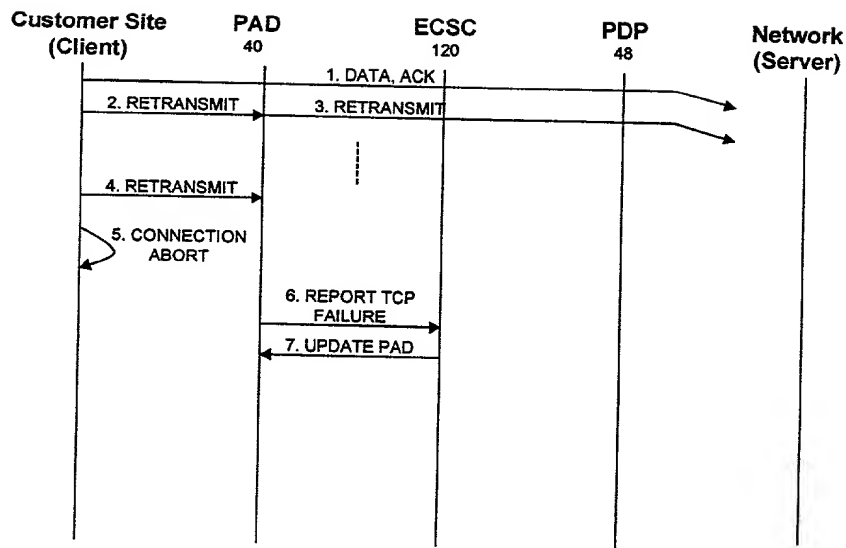 Customer Site
(Client)
PAD
40
ECSC
120
PDP
48
Network
(Server)
1. DATA, ACK
2. RETRANSMIT
3. RETRANSMIT
4. RETRANSMIT
5. CONNECTION
ABORT
6. REPORT TCP
FAILURE
7. UPDATE PAD